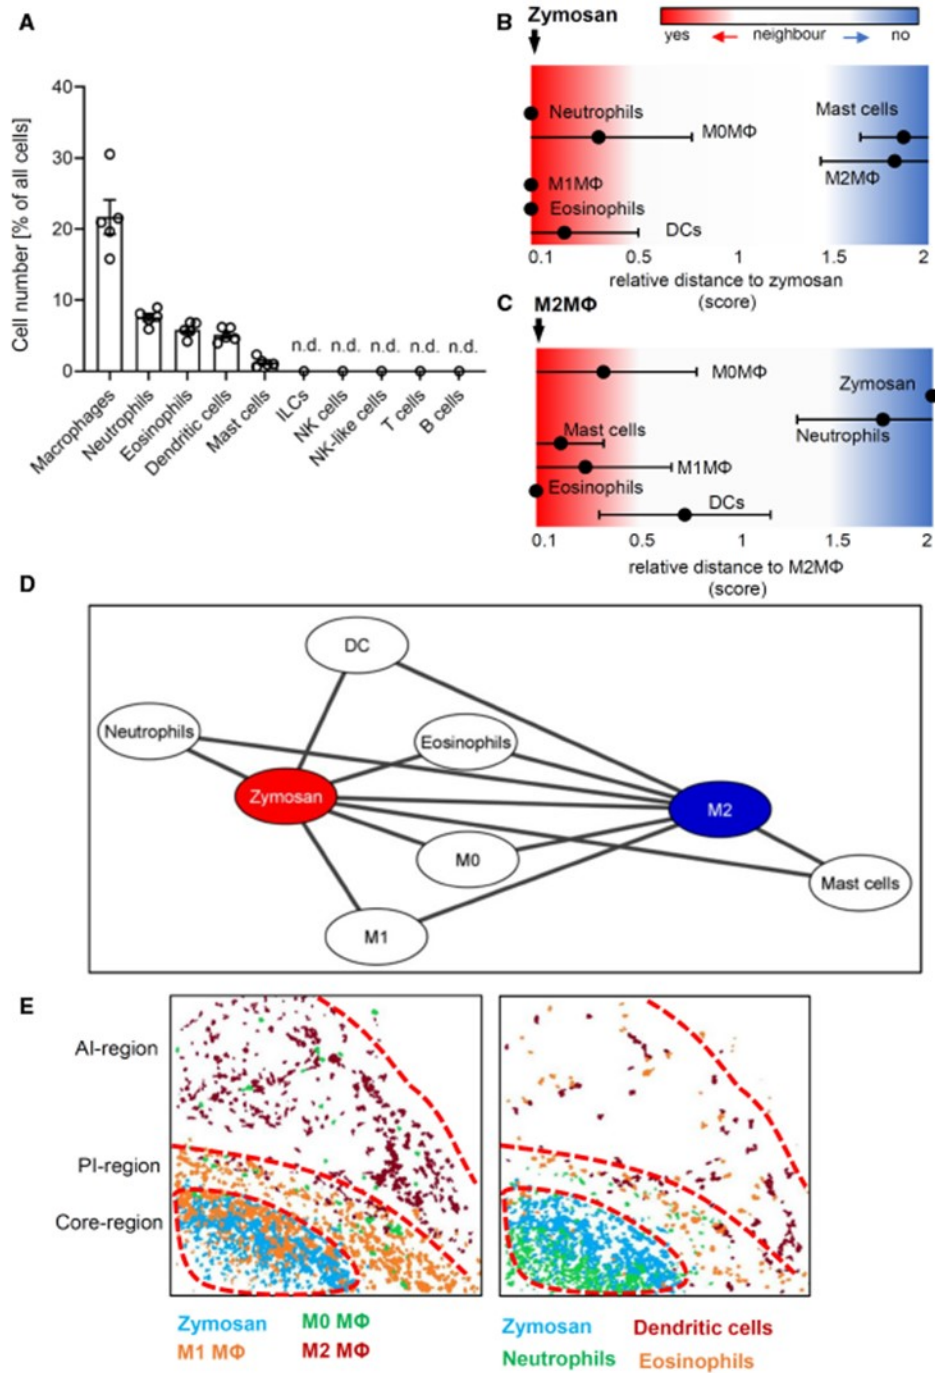 A
Cell number [% of all cells]
40
30
20
10
0
n.d. n.d. n.d. n.d. n.d.
Macrophages
Neutrophils
Eosinophils
Dendritic cells
Mast cells
ILCs
NK cells
NK-like cells
T cells
B cells
B
Zymosan
yes neighbour no
Neutrophils
Mast cells
M0MΦ
M2MΦ
M1MΦ
Eosinophils
DCs
0.1 0.5 1 1.5 2
relative distance to zymosan
(score)
C
M2MΦ
M0MΦ
Zymosan
Neutrophils
Mast cells
M1MΦ
Eosinophils
DCs
0.1 0.5 1 1.5 2
relative distance to M2MΦ
(score)
D
DC
Neutrophils
Eosinophils
Zymosan
M2
M0
Mast cells
M1
E
AI-region
PI-region
Core-region
Zymosan M0 MΦ
M1 MΦ M2 MΦ
Zymosan Dendritic cells
Neutrophils Eosinophils